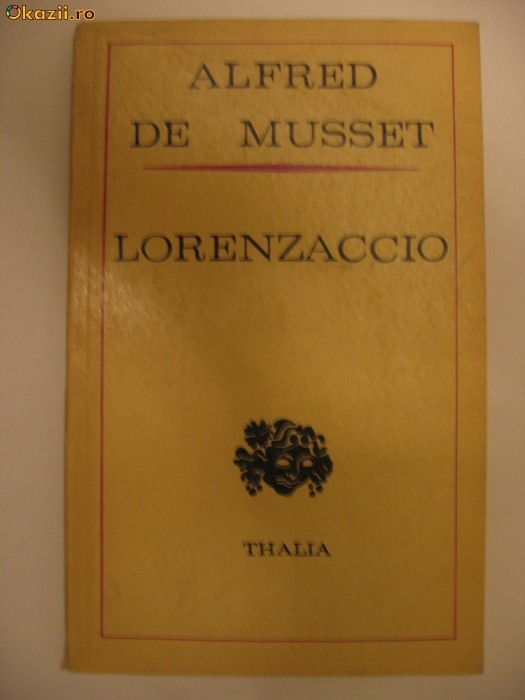 Okazii.ro
ALFRED
DE MUSSET
LORENZACCIO
THALIA